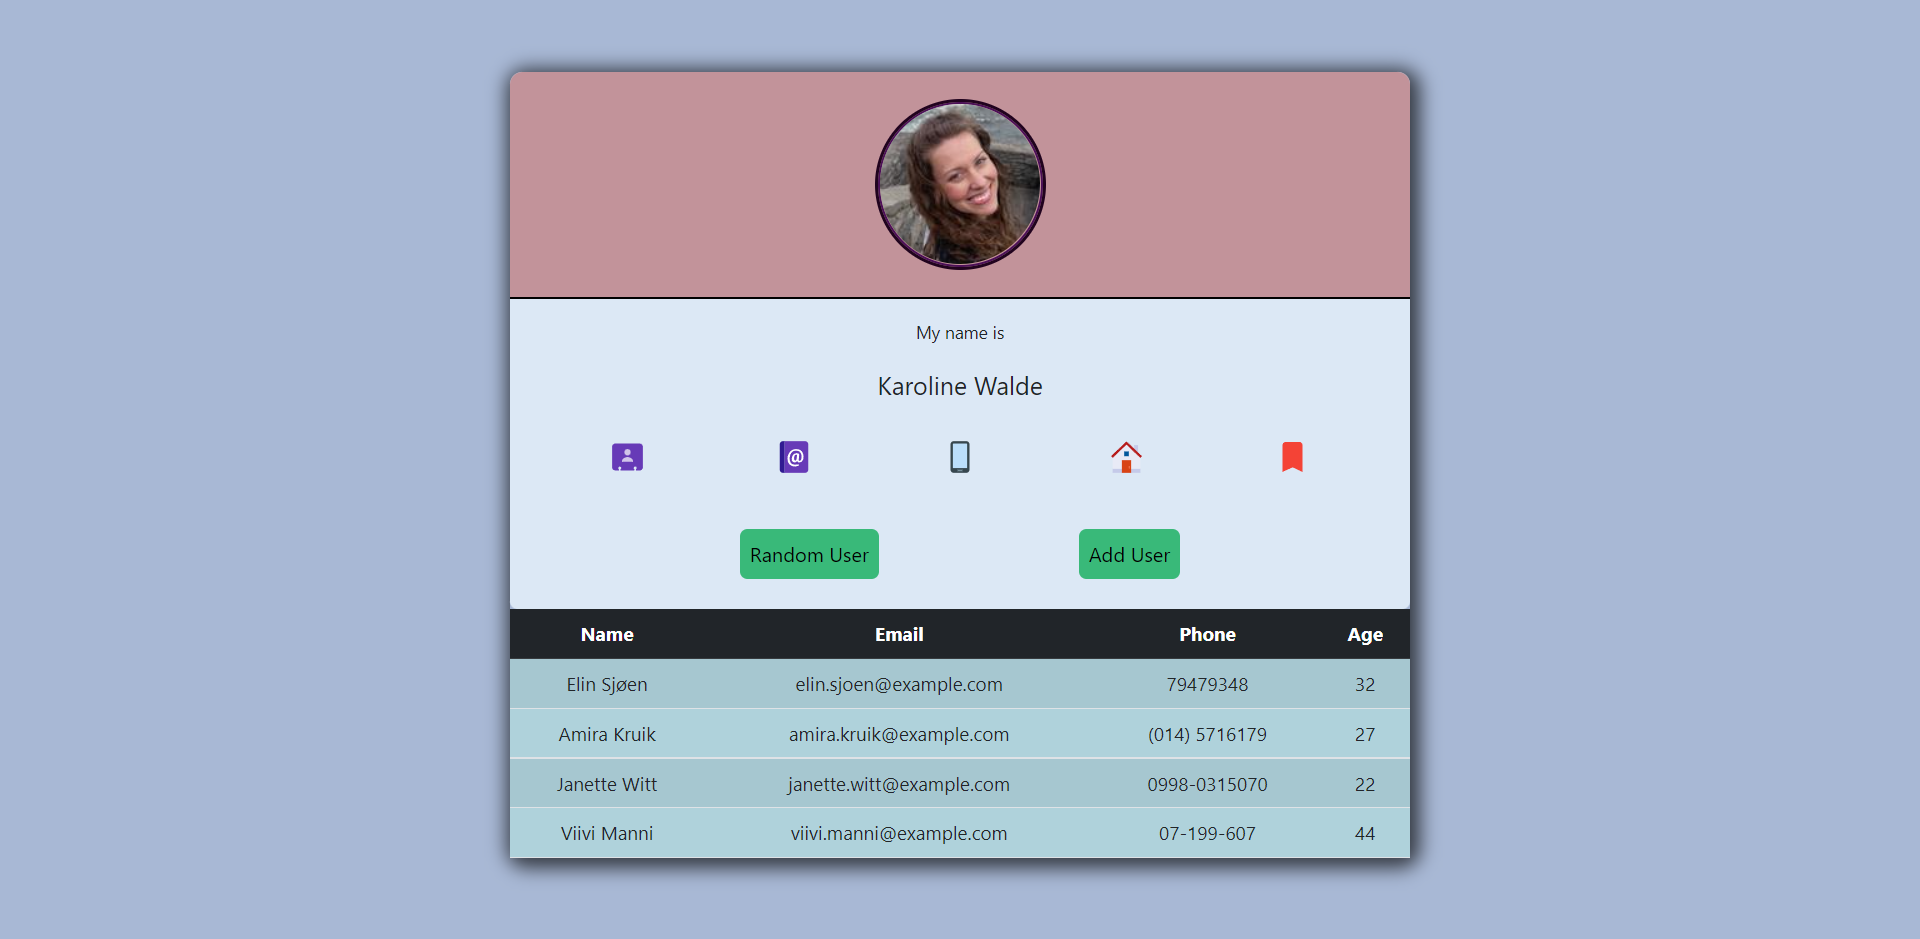 My name is
Karoline Walde
@
Random User Add User
Name Email Phone Age
Elin Sjøen elin.sjoen@example.com 79479348 32
Amira Kruik amira.kruik@example.com (014) 5716179 27
Janette Witt janette.witt@example.com 0998-0315070 22
Viivi Manni viivi.manni@example.com 07-199-607 44